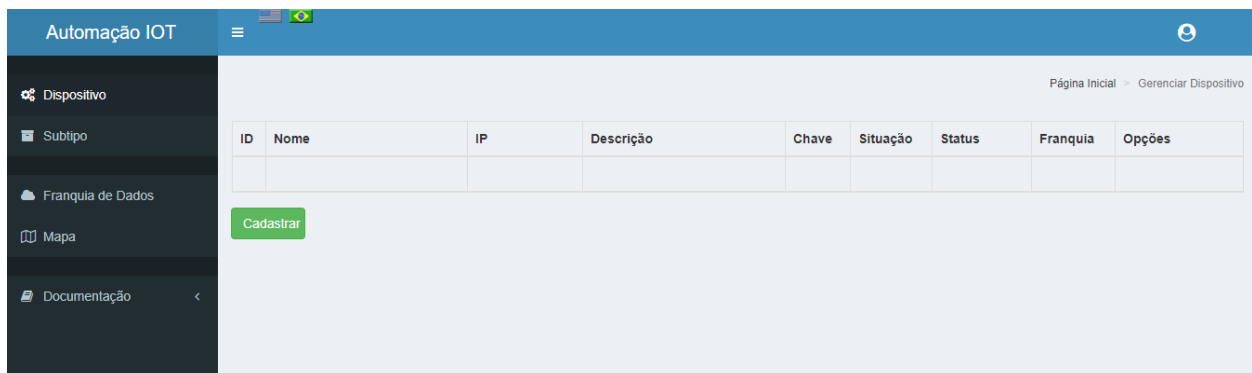 Automação IOT
Página Inicial > Gerenciar Dispositivo
Dispositivo
Subtipo
Franquia de Dados
Mapa
Documentação <
ID Nome IP Descrição Chave Situação Status Franquia Opções
Cadastrar